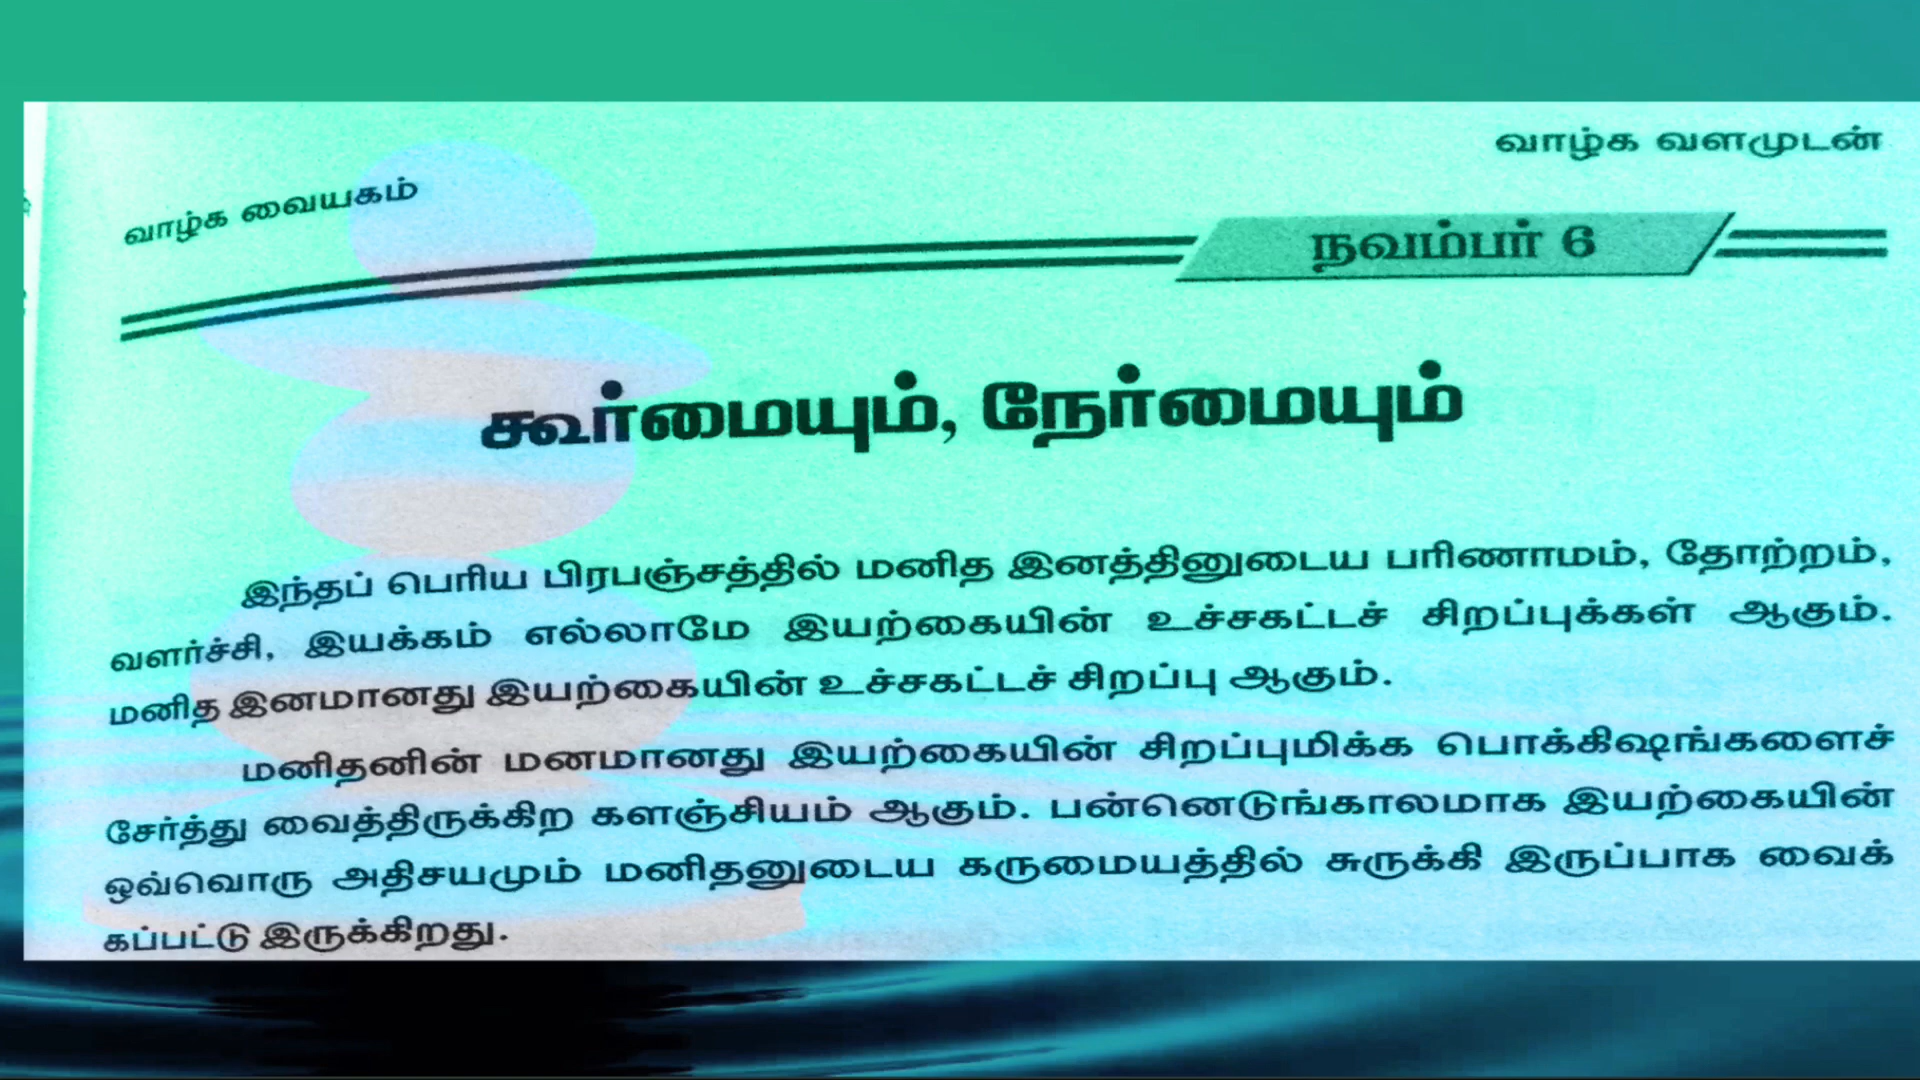 வாழ்க வளமுடன்
வாழ்க வையகம்
நவம்பர் 6
கூர்மையும், நேர்மையும்
இந்தப் பெரிய பிரபஞ்சத்தில் மனித இனத்தினுடைய பரிணாமம், தோற்றம்,
வளர்ச்சி, இயக்கம் எல்லாமே இயற்கையின் உச்சகட்டச் சிறப்புக்கள் ஆகும்.
மனித இனமானது இயற்கையின் உச்சகட்டச் சிறப்பு ஆகும்.
மனிதனின் மனமானது இயற்கையின் சிறப்புமிக்க பொக்கிஷங்களைச்
சேர்த்து வைத்திருக்கிற களஞ்சியம் ஆகும். பன்னெடுங்காலமாக இயற்கையின்
ஒவ்வொரு அதிசயமும் மனிதனுடைய கருமையத்தில் சுருக்கி இருப்பாக வைக்
கப்பட்டு இருக்கிறது.